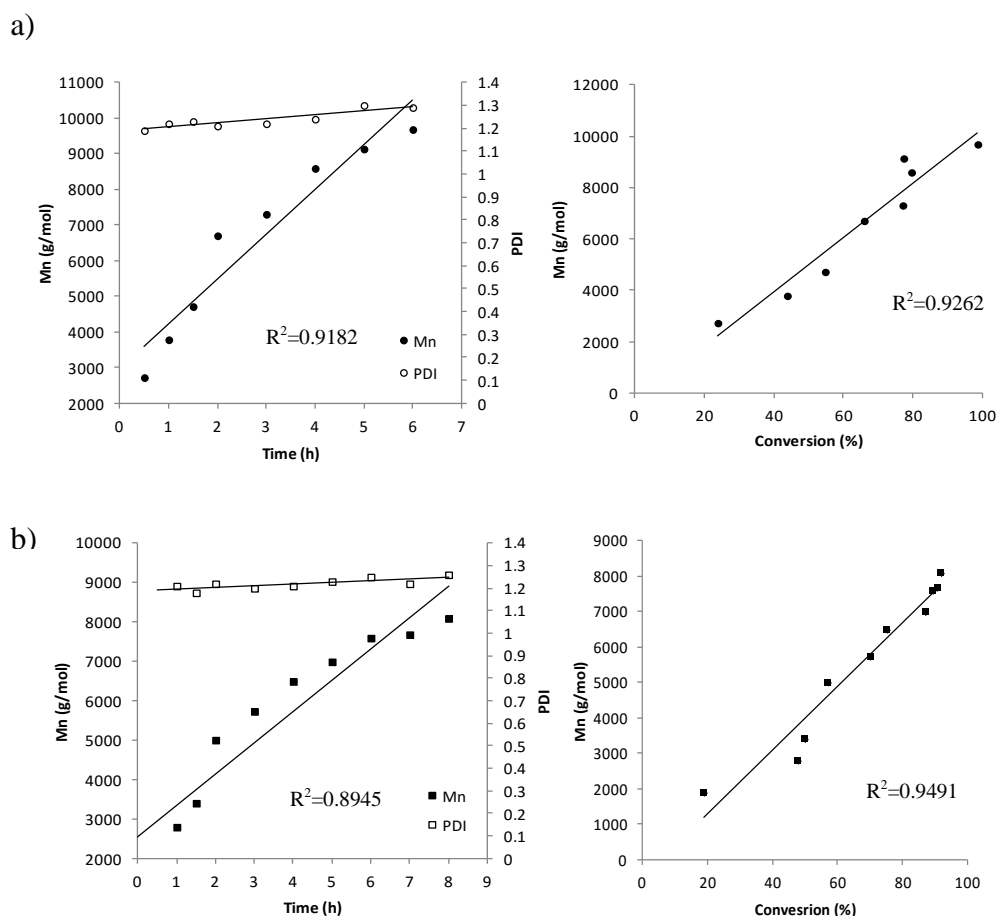 a)
11000
10000
9000
8000
7000
6000
5000
4000
3000
2000
Mn (g/mol)
1.4
1.3
1.2
1.1
1
0.9
0.8
0.7
0.6
0.5
0.4
0.3
0.2
0.1
0
PDI
R²=0.9182
Mn
PDI
0 1 2 3 4 5 6 7
Time (h)
12000
10000
8000
6000
4000
2000
0
Mn (g/mol)
R²=0.9262
0 20 40 60 80 100
Conversion (%)
b)
10000
9000
8000
7000
6000
5000
4000
3000
2000
Mn (g/mol)
1.4
1.3
1.2
1.1
1
0.9
0.8
0.7
0.6
0.5
0.4
0.3
0.2
0.1
0
PDI
R²=0.8945
Mn
PDI
0 1 2 3 4 5 6 7 8 9
Time (h)
9000
8000
7000
6000
5000
4000
3000
2000
1000
0
Mn (g/mol)
R²=0.9491
0 20 40 60 80 100
Convesrion (%)